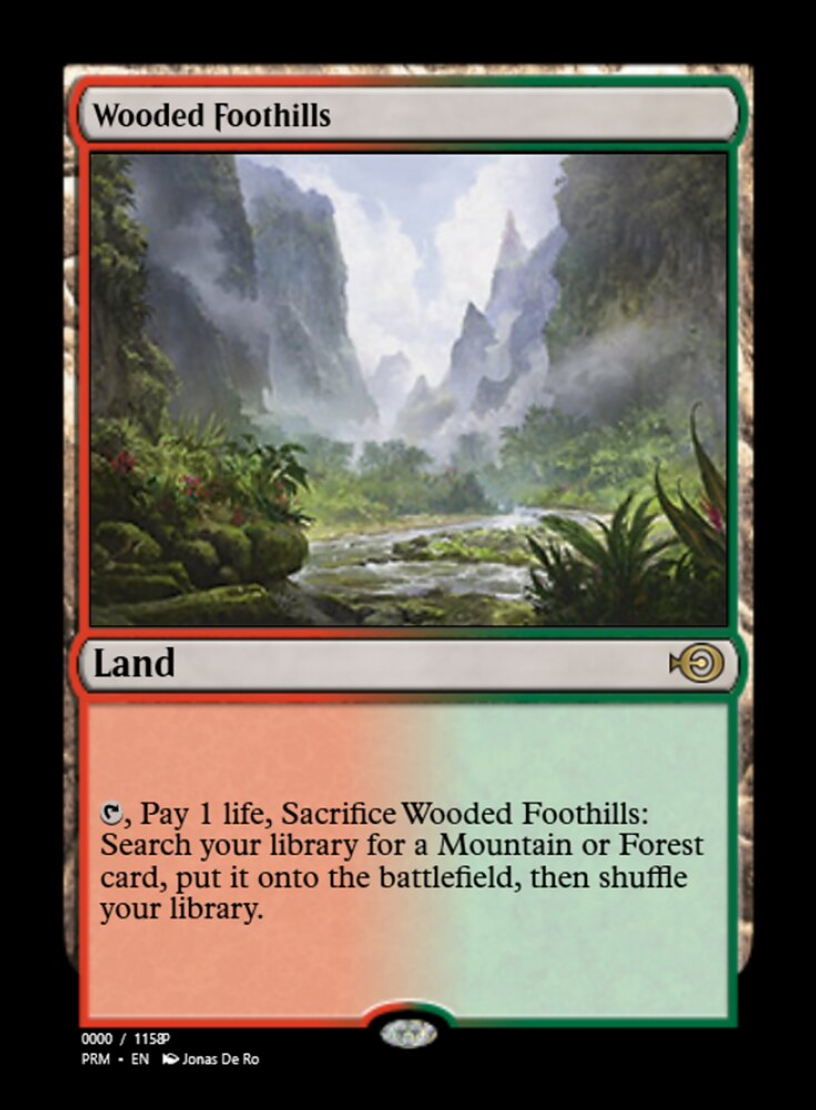 Wooded Foothills
Land
, Pay 1 life, Sacrifice Wooded Foothills:
Search your library for a Mountain or Forest
card, put it onto the battlefield, then shuffle
your library.
0000 / 1158P
PRM • EN Jonas De Ro